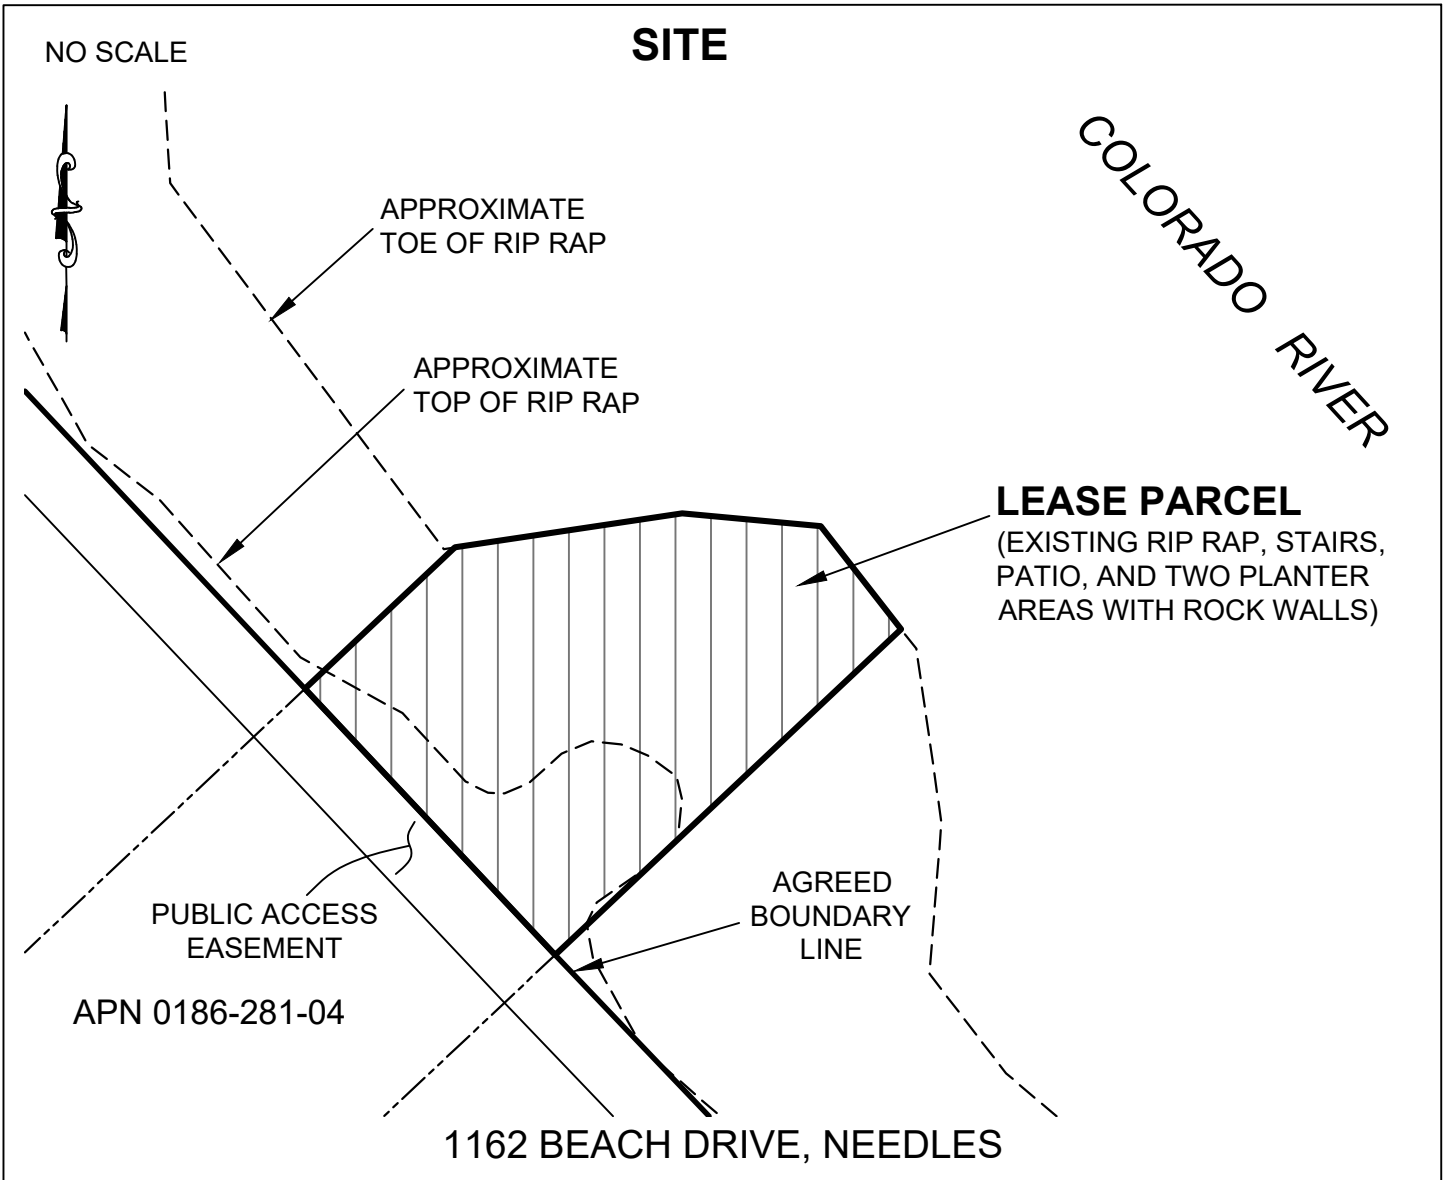 NO SCALE
SITE
COLORADO RIVER
APPROXIMATE
TOE OF RIP RAP
APPROXIMATE
TOP OF RIP RAP
LEASE PARCEL
(EXISTING RIP RAP, STAIRS,
PATIO, AND TWO PLANTER
AREAS WITH ROCK WALLS)
PUBLIC ACCESS
EASEMENT
AGREED
BOUNDARY
LINE
APN 0186-281-04
1162 BEACH DRIVE, NEEDLES